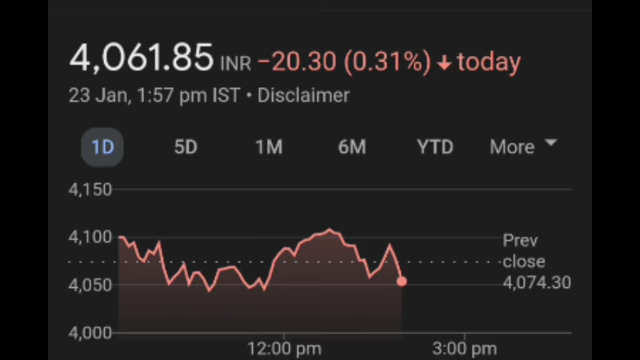 4,061.85 INR −20.30 (0.31%) ↓ today
23 Jan, 1:57 pm IST • Disclaimer
1D 5D 1M 6M YTD More
4,150
4,100
4,050
4,000
Prev
close
4,074.30
12:00 pm 3:00 pm